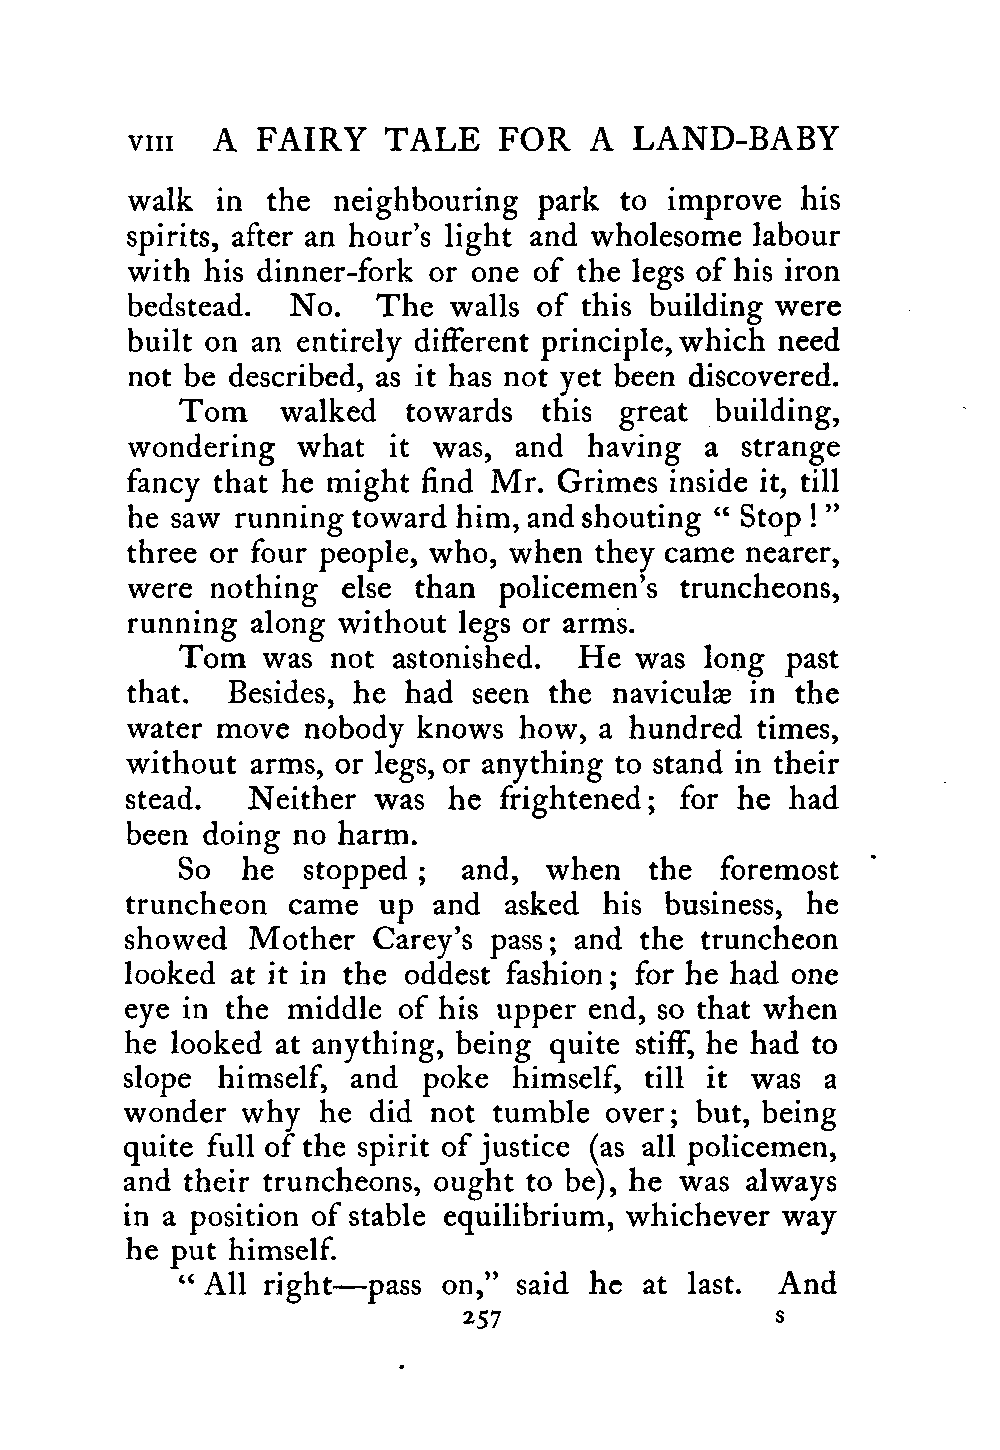 VIII A FAIRY TALE FOR A LAND-BABY
walk in the neighbouring park to improve his
spirits, after an hour's light and wholesome labour
with his dinner-fork or one of the legs of his iron
bedstead. No. The walls of this building were
built on an entirely different principle, which need
not be described, as it has not yet been discovered.
Tom walked towards this great building,
wondering what it was, and having a strange
fancy that he might find Mr. Grimes inside it, till
he saw running toward him, and shouting “ Stop ! ”
three or four people, who, when they came nearer,
were nothing else than policemen's truncheons,
running along without legs or arms.
Tom was not astonished. He was long past
that. Besides, he had seen the naviculæ in the
water move nobody knows how, a hundred times,
without arms, or legs, or anything to stand in their
stead. Neither was he frightened ; for he had
been doing no harm.
So he stopped ; and, when the foremost
truncheon came up and asked his business, he
showed Mother Carey's pass ; and the truncheon
looked at it in the oddest fashion ; for he had one
eye in the middle of his upper end, so that when
he looked at anything, being quite stiff, he had to
slope himself, and poke himself, till it was a
wonder why he did not tumble over ; but, being
quite full of the spirit of justice (as all policemen,
and their truncheons, ought to be), he was always
in a position of stable equilibrium, whichever way
he put himself.
“ All right—pass on,” said he at last. And
257 S